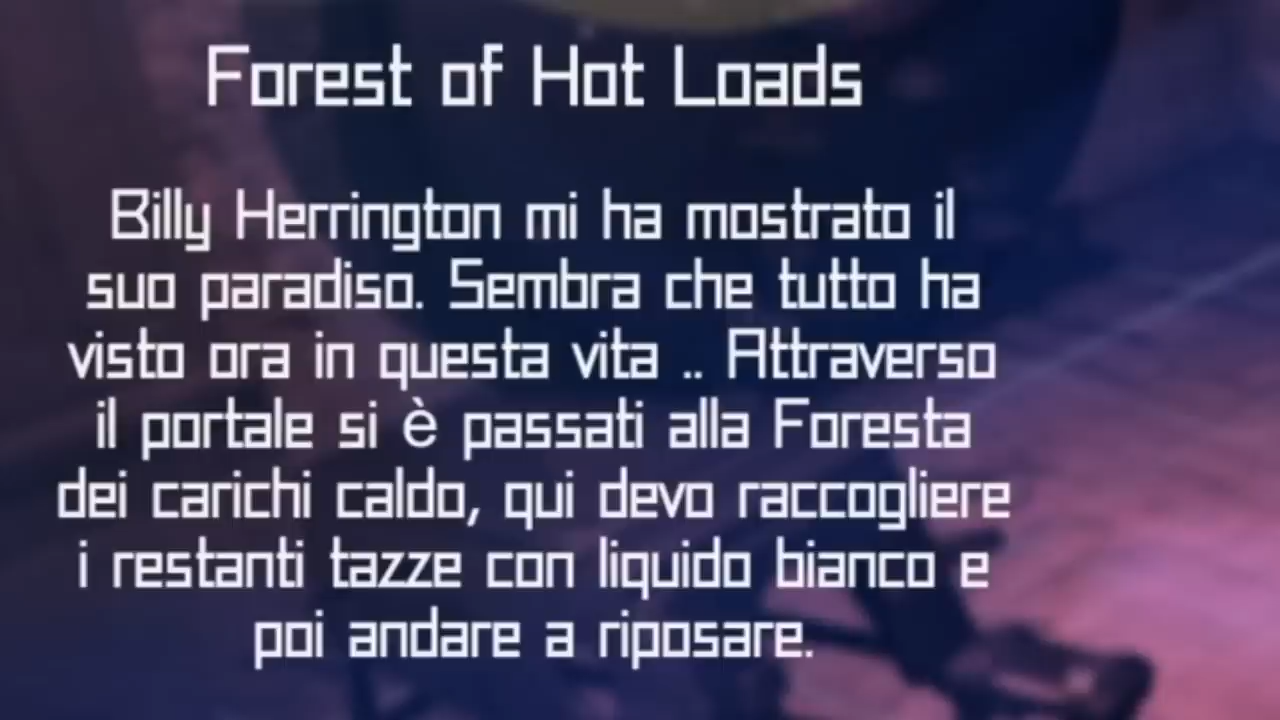 Forest of Hot Loads
Billy Herrington mi ha mostrato il
suo paradiso. Sembra che tutto ha
visto ora in questa vita .. Attraverso
il portale si è passati alla Foresta
dei carichi caldo, qui devo raccogliere
i restanti tazze con liquido bianco e
poi andare a riposare.